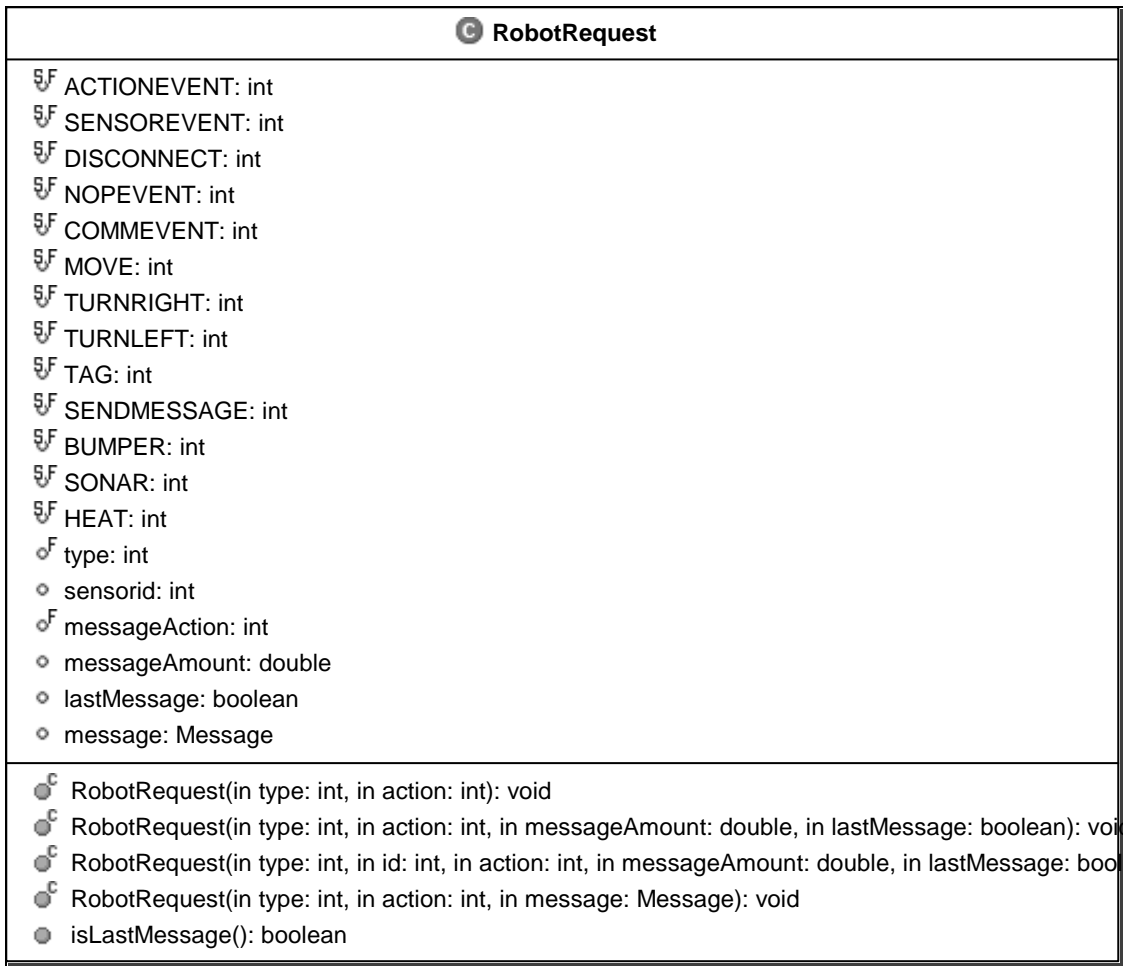 C RobotRequest
S,F ACTIONEVENT: int
S,F SENSOREVENT: int
S,F DISCONNECT: int
S,F NOPEVENT: int
S,F COMMEVENT: int
S,F MOVE: int
S,F TURNRIGHT: int
S,F TURNLEFT: int
S,F TAG: int
S,F SENDMESSAGE: int
S,F BUMPER: int
S,F SONAR: int
S,F HEAT: int
F type: int
sensorid: int
F messageAction: int
messageAmount: double
lastMessage: boolean
message: Message
C RobotRequest(in type: int, in action: int): void
C RobotRequest(in type: int, in action: int, in messageAmount: double, in lastMessage: boolean): voi
C RobotRequest(in type: int, in id: int, in action: int, in messageAmount: double, in lastMessage: bool
C RobotRequest(in type: int, in action: int, in message: Message): void
isLastMessage(): boolean